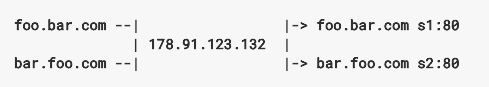 foo.bar.com --|                 |-> foo.bar.com s1:80
              | 178.91.123.132  |
bar.foo.com --|                 |-> bar.foo.com s2:80